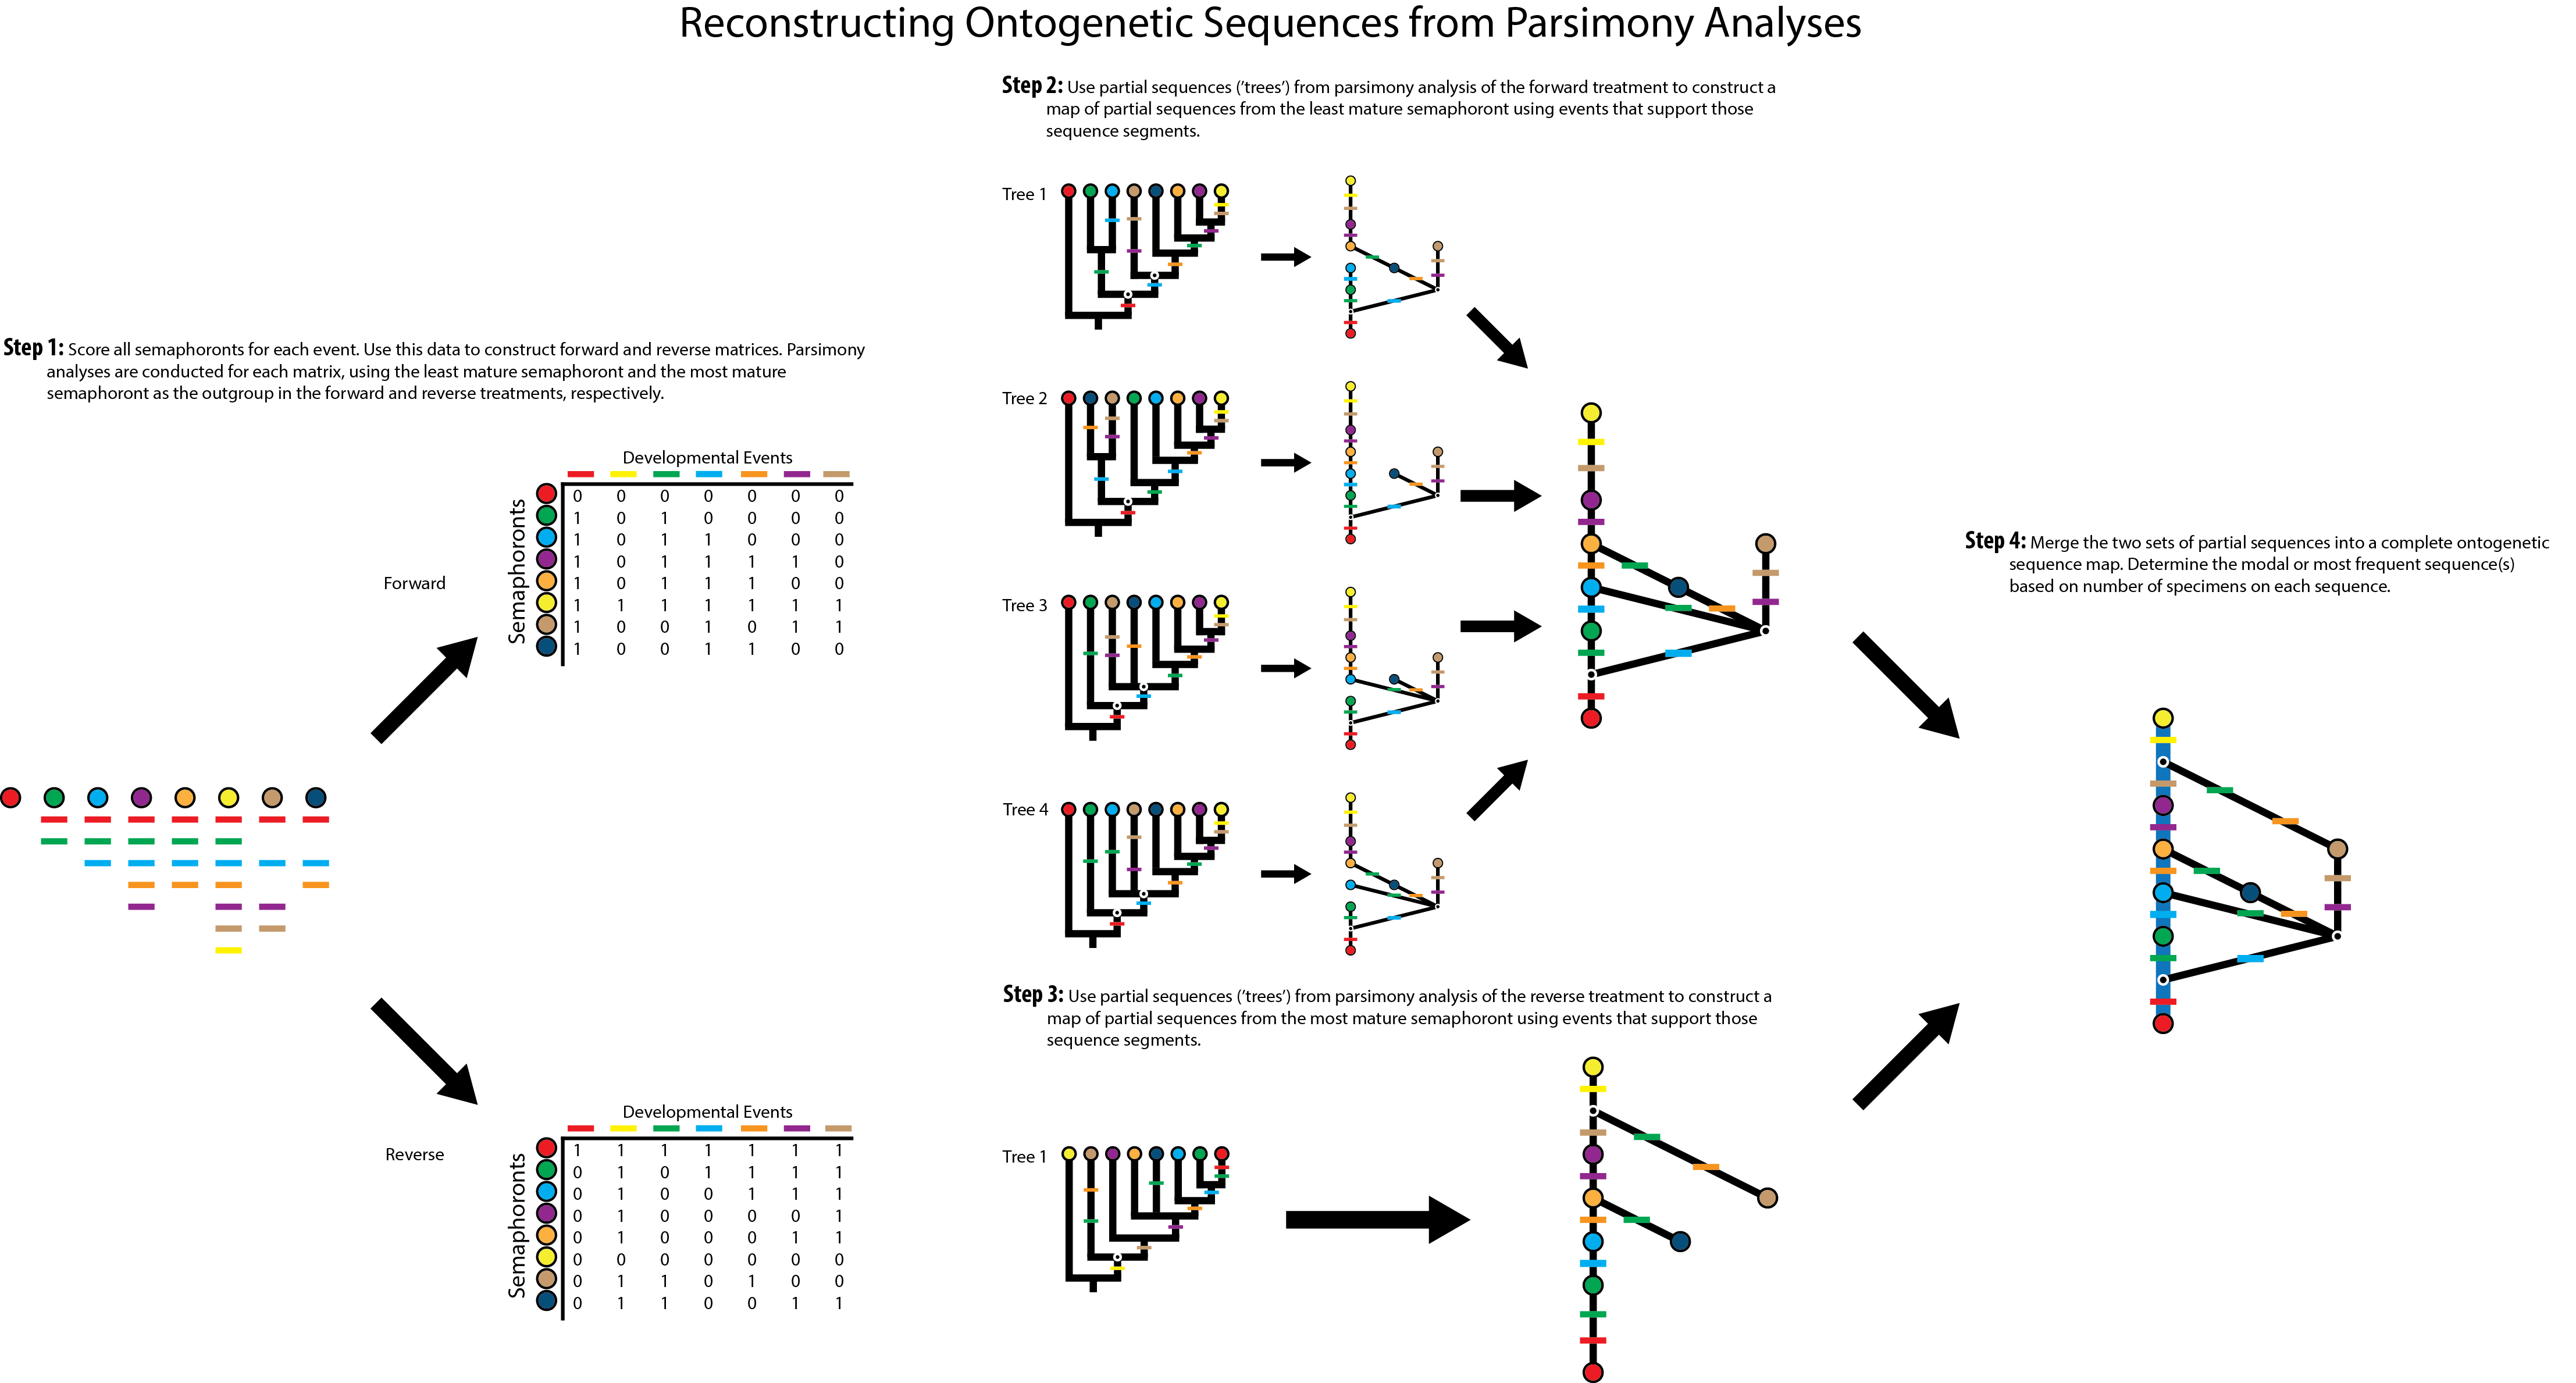 Reconstructing Ontogenetic Sequences from Parsimony Analyses
Step 1: Score all semaphoronts for each event. Use this data to construct forward and reverse matrices. Parsimony
analyses are conducted for each matrix, using the least mature semaphoront and the most mature
semaphoront as the outgroup in the forward and reverse treatments, respectively.
Forward
Developmental Events
Semaphoronts
0 0 0 0 0 0 0
1 0 1 0 0 0 0
1 0 1 1 0 0 0
1 0 1 1 1 1 0
1 0 1 1 1 0 0
1 1 1 1 1 1 1
1 0 0 1 0 1 1
1 0 0 1 1 0 0
Reverse
Developmental Events
Semaphoronts
1 1 1 1 1 1 1
0 1 0 1 1 1 1
0 1 0 0 1 1 1
0 1 0 0 0 0 1
0 1 0 0 0 1 1
0 0 0 0 0 0 0
0 1 1 0 1 0 0
0 1 1 0 0 1 1
Step 2: Use partial sequences ('trees') from parsimony analysis of the forward treatment to construct a
map of partial sequences from the least mature semaphoront using events that support those
sequence segments.
Tree 1
Tree 2
Tree 3
Tree 4
Step 3: Use partial sequences ('trees') from parsimony analysis of the reverse treatment to construct a
map of partial sequences from the most mature semaphoront using events that support those
sequence segments.
Tree 1
Step 4: Merge the two sets of partial sequences into a complete ontogenetic
sequence map. Determine the modal or most frequent sequence(s)
based on number of specimens on each sequence.